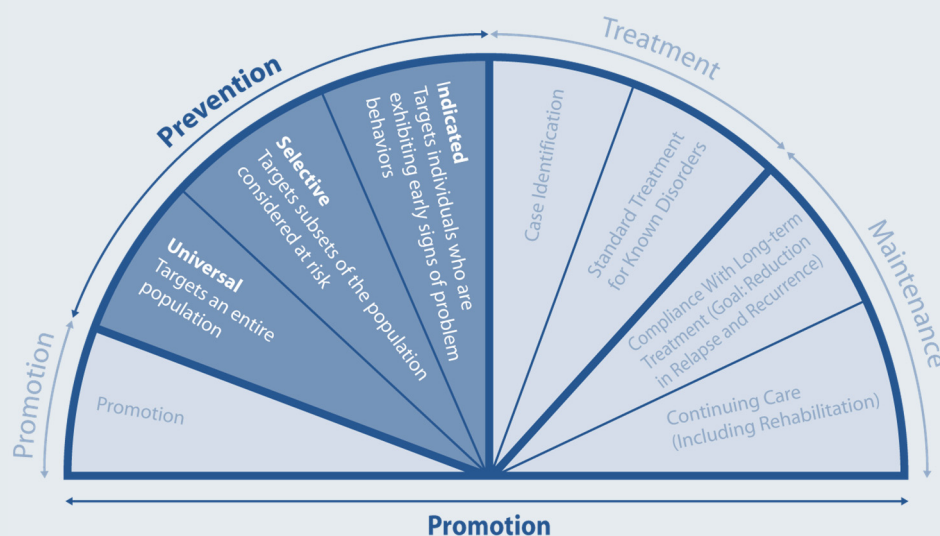 Promotion
Prevention
Treatment
Maintenance
Promotion
Universal
Targets an entire
population
Selective
Targets subsets of the population
considered at risk
Indicated
Targets individuals who are
exhibiting early signs of problem
behaviors
Case Identification
Standard Treatment
for Known Disorders
Compliance With Long-term
Treatment (Goal: Reduction
in Relapse and Recurrence)
Continuing Care
(Including Rehabilitation)
Promotion